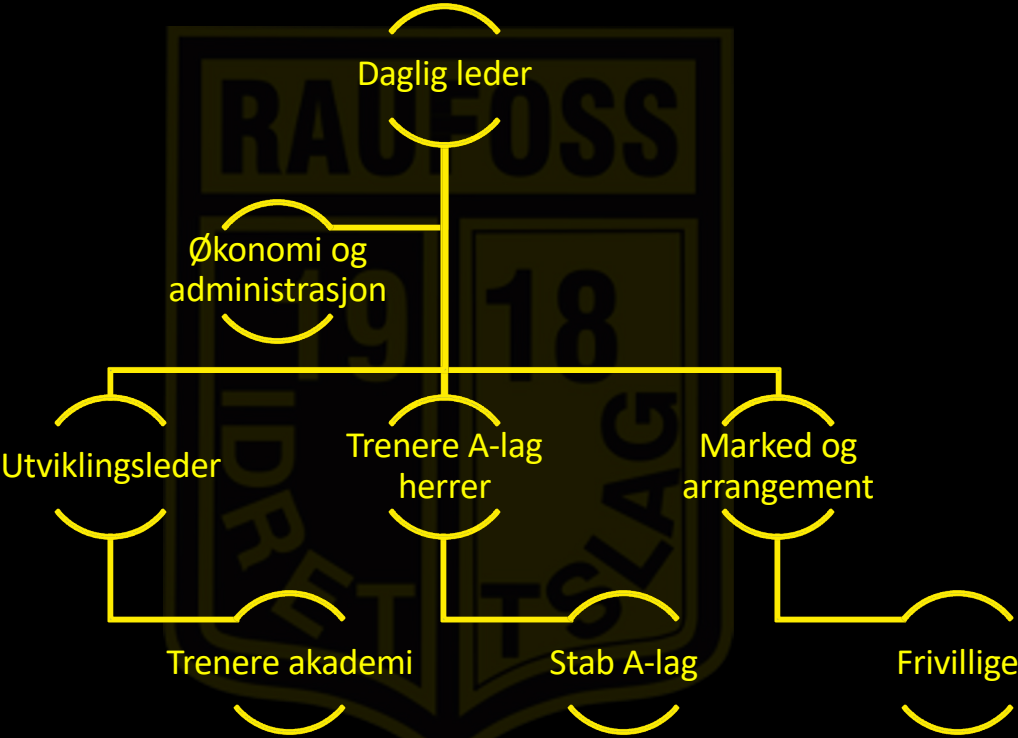 Daglig leder
RAUFOSS
Økonomi og
administrasjon
19 18
IDRETTSLAG
Utviklingsleder
Trenere A-lag
herrer
Marked og
arrangement
Trenere akademi
Stab A-lag
Frivillige